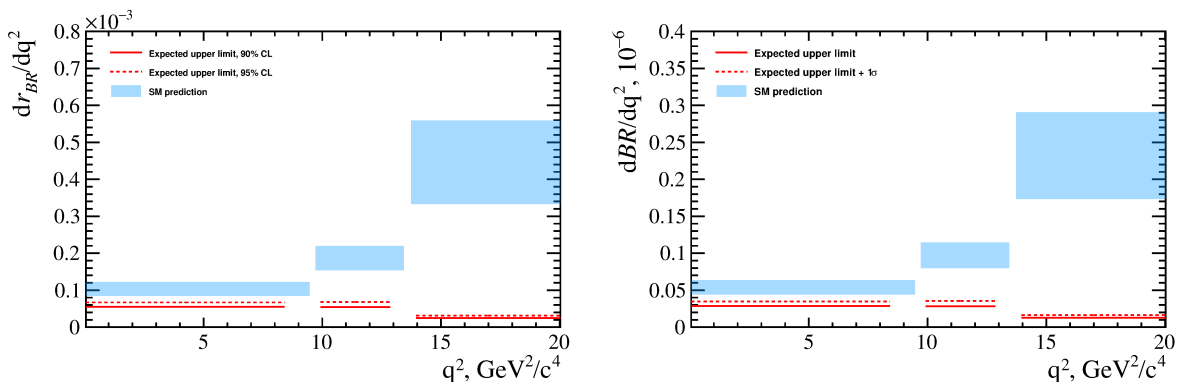 ×10⁻³
dr_BR/dq²
0.8
0.7
0.6
0.5
0.4
0.3
0.2
0.1
0
Expected upper limit, 90% CL
Expected upper limit, 95% CL
SM prediction
5
10
15
20
q², GeV²/c⁴
dBR/dq², 10⁻⁶
0.4
0.35
0.3
0.25
0.2
0.15
0.1
0.05
0
Expected upper limit
Expected upper limit + 1σ
SM prediction
5
10
15
20
q², GeV²/c⁴